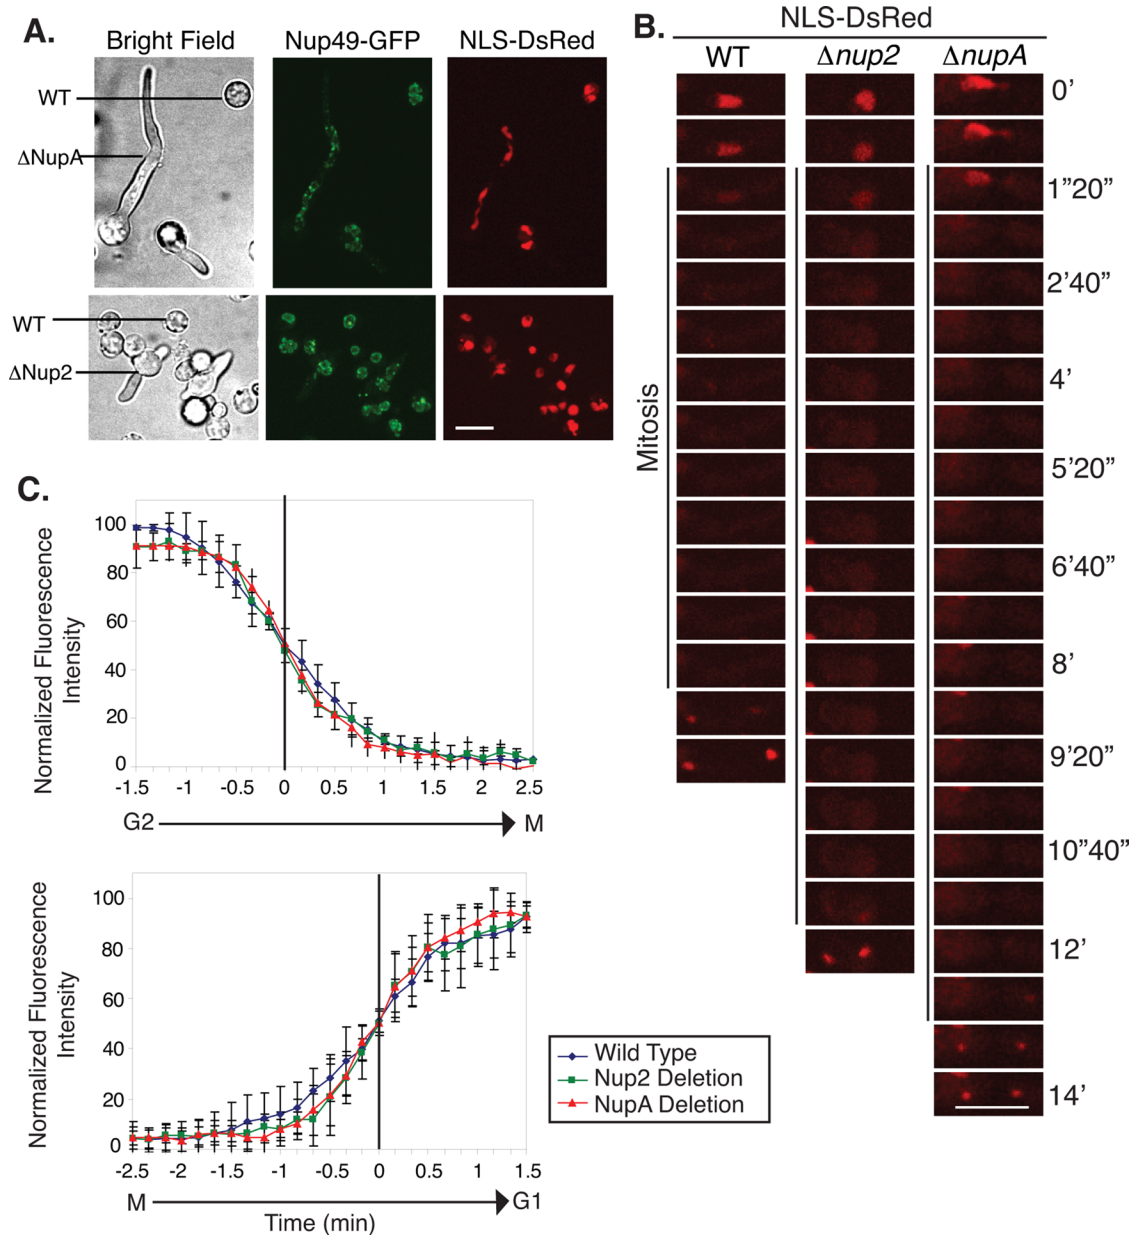 A.
Bright Field
Nup49-GFP
NLS-DsRed
WT
ΔNupA
WT
ΔNup2
B.
NLS-DsRed
WT
Δnup2
ΔnupA
0’
1”20”
2’40”
4’
5’20”
6’40”
8’
9’20”
10”40”
12’
14’
Mitosis
C.
Normalized Fluorescence
Intensity
100
80
60
40
20
0
-1.5 -1 -0.5 0 0.5 1 1.5 2 2.5
G2 M
Normalized Fluorescence
Intensity
100
80
60
40
20
0
-2.5 -2 -1.5 -1 -0.5 0 0.5 1 1.5
M G1
Time (min)
Wild Type
Nup2 Deletion
NupA Deletion